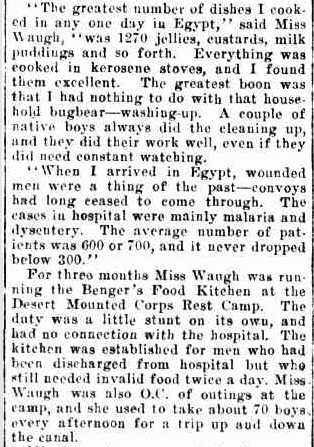 "The greatest number of dishes I cook-
ed in any one day in Egypt," said Miss
Waugh, "was 1270 jellies, custards, milk
puddings and so forth. Everything was
cooked in kerosene stoves, and I found
them excellent. The greatest boon was
that I had nothing to do with that house-
hold bugbear—washing-up. A couple of
native boys always did the cleaning up,
and they did their work well, even if they
did need constant watching.
"When I arrived in Egypt, wounded
men were a thing of the past—convoys
had long ceased to come through. The
cases in hospital were mainly malaria and
dysentery. The average number of pat-
ients was 600 or 700, and it never dropped
below 300."
For three months Miss Waugh was run-
ning the Benger's Food Kitchen at the
Desert Mounted Corps Rest Camp. The
duty was a little stunt on its own, and
had no connection with the hospital. The
kitchen was established for men who had
been discharged from hospital but who
still needed invalid food twice a day. Miss
Waugh was also O.C. of outings at the
camp, and she used to take about 70 boys
every afternoon for a trip up and down
the canal.